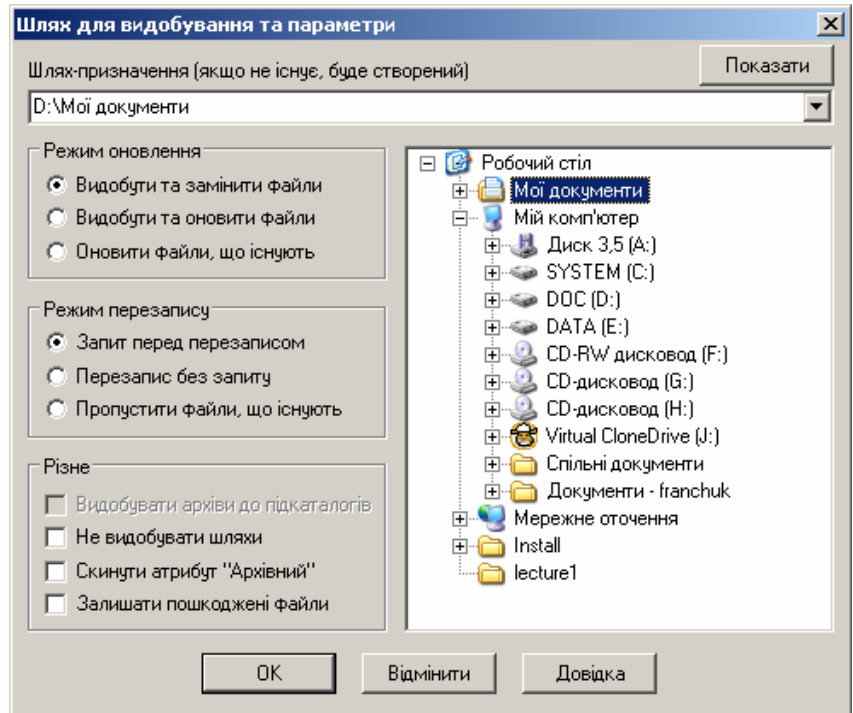 Шлях для видобування та параметри
Шлях-призначення (якщо не існує, буде створений)
Показати
D:\Мої документи
Режим оновлення
Видобути та замінити файли
Видобути та оновити файли
Оновити файли, що існують
Режим перезапису
Запит перед перезаписом
Перезапис без запиту
Пропустити файли, що існують
Різне
Видобувати архіви до підкаталогів
Не видобувати шляхи
Скинути атрибут "Архівний"
Залишати пошкоджені файли
Робочий стіл
Мої документи
Мій комп'ютер
Диск 3,5 (A:)
SYSTEM (C:)
DOC (D:)
DATA (E:)
CD-RW дисковод (F:)
CD-дисковод (G:)
CD-дисковод (H:)
Virtual CloneDrive (J:)
Спільні документи
Документи - franchuk
Мережне оточення
Install
lecture1
OK
Відмінити
Довідка